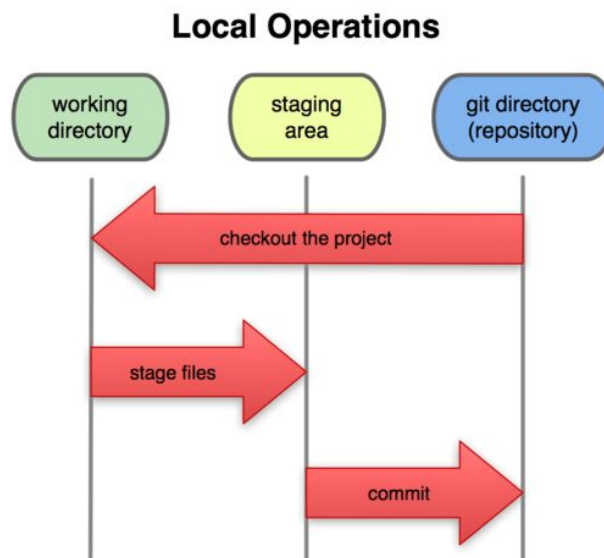 Local Operations
working
directory
staging
area
git directory
(repository)
checkout the project
stage files
commit